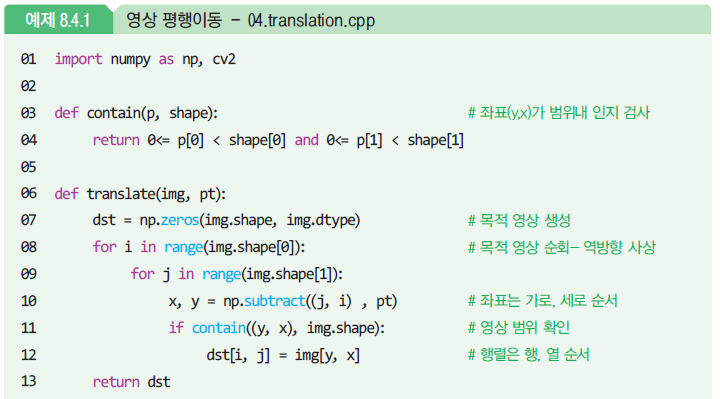 예제 8.4.1 영상 평행이동 - 04.translation.cpp
01 import numpy as np, cv2
02
03 def contain(p, shape): # 좌표(y,x)가 범위내 인지 검사
04 return 0<= p[0] < shape[0] and 0<= p[1] < shape[1]
05
06 def translate(img, pt):
07 dst = np.zeros(img.shape, img.dtype) # 목적 영상 생성
08 for i in range(img.shape[0]): # 목적 영상 순회- 역방향 사상
09 for j in range(img.shape[1]):
10 x, y = np.subtract((j, i) , pt) # 좌표는 가로, 세로 순서
11 if contain((y, x), img.shape): # 영상 범위 확인
12 dst[i, j] = img[y, x] # 행렬은 행, 열 순서
13 return dst